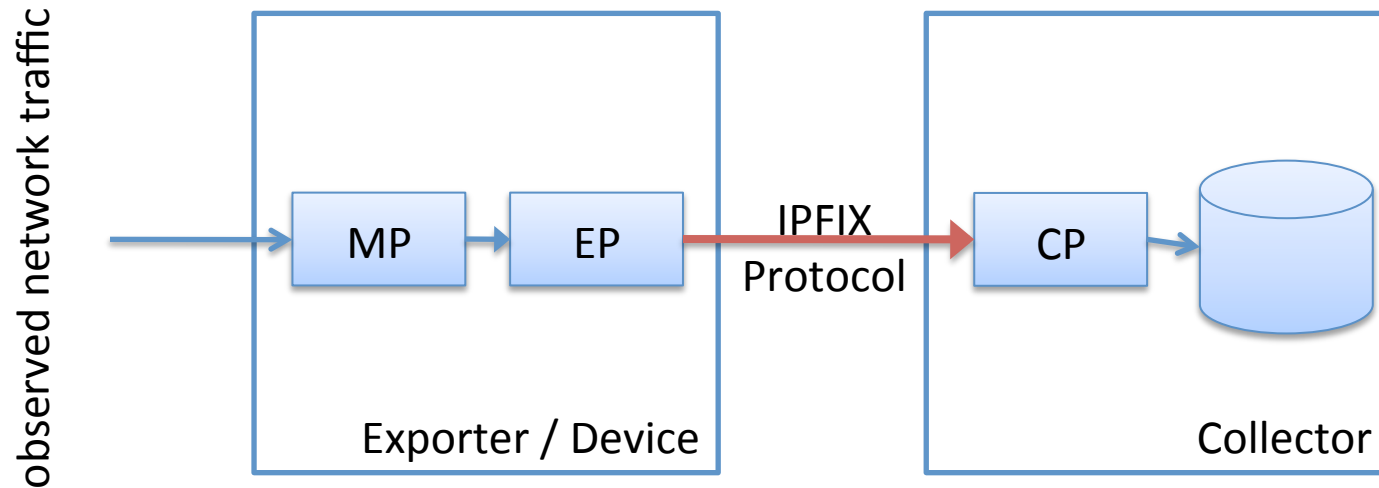 observed network traffic
MP
EP
IPFIX
Protocol
CP
Exporter / Device
Collector